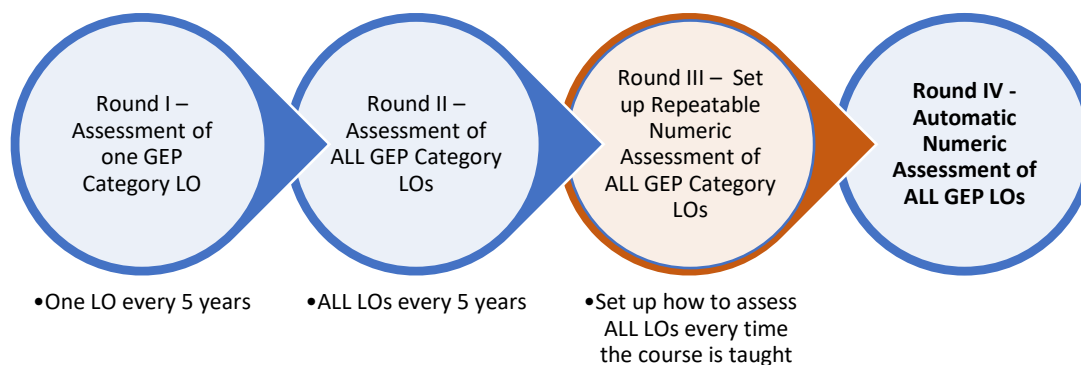 Round I –
Assessment of
one GEP
Category LO
Round II –
Assessment of
ALL GEP Category
LOs
Round III – Set
up Repeatable
Numeric
Assessment of
ALL GEP Category
LOs
Round IV -
Automatic
Numeric
Assessment of
ALL GEP LOs
•One LO every 5 years
•ALL LOs every 5 years
•Set up how to assess
ALL LOs every time
the course is taught